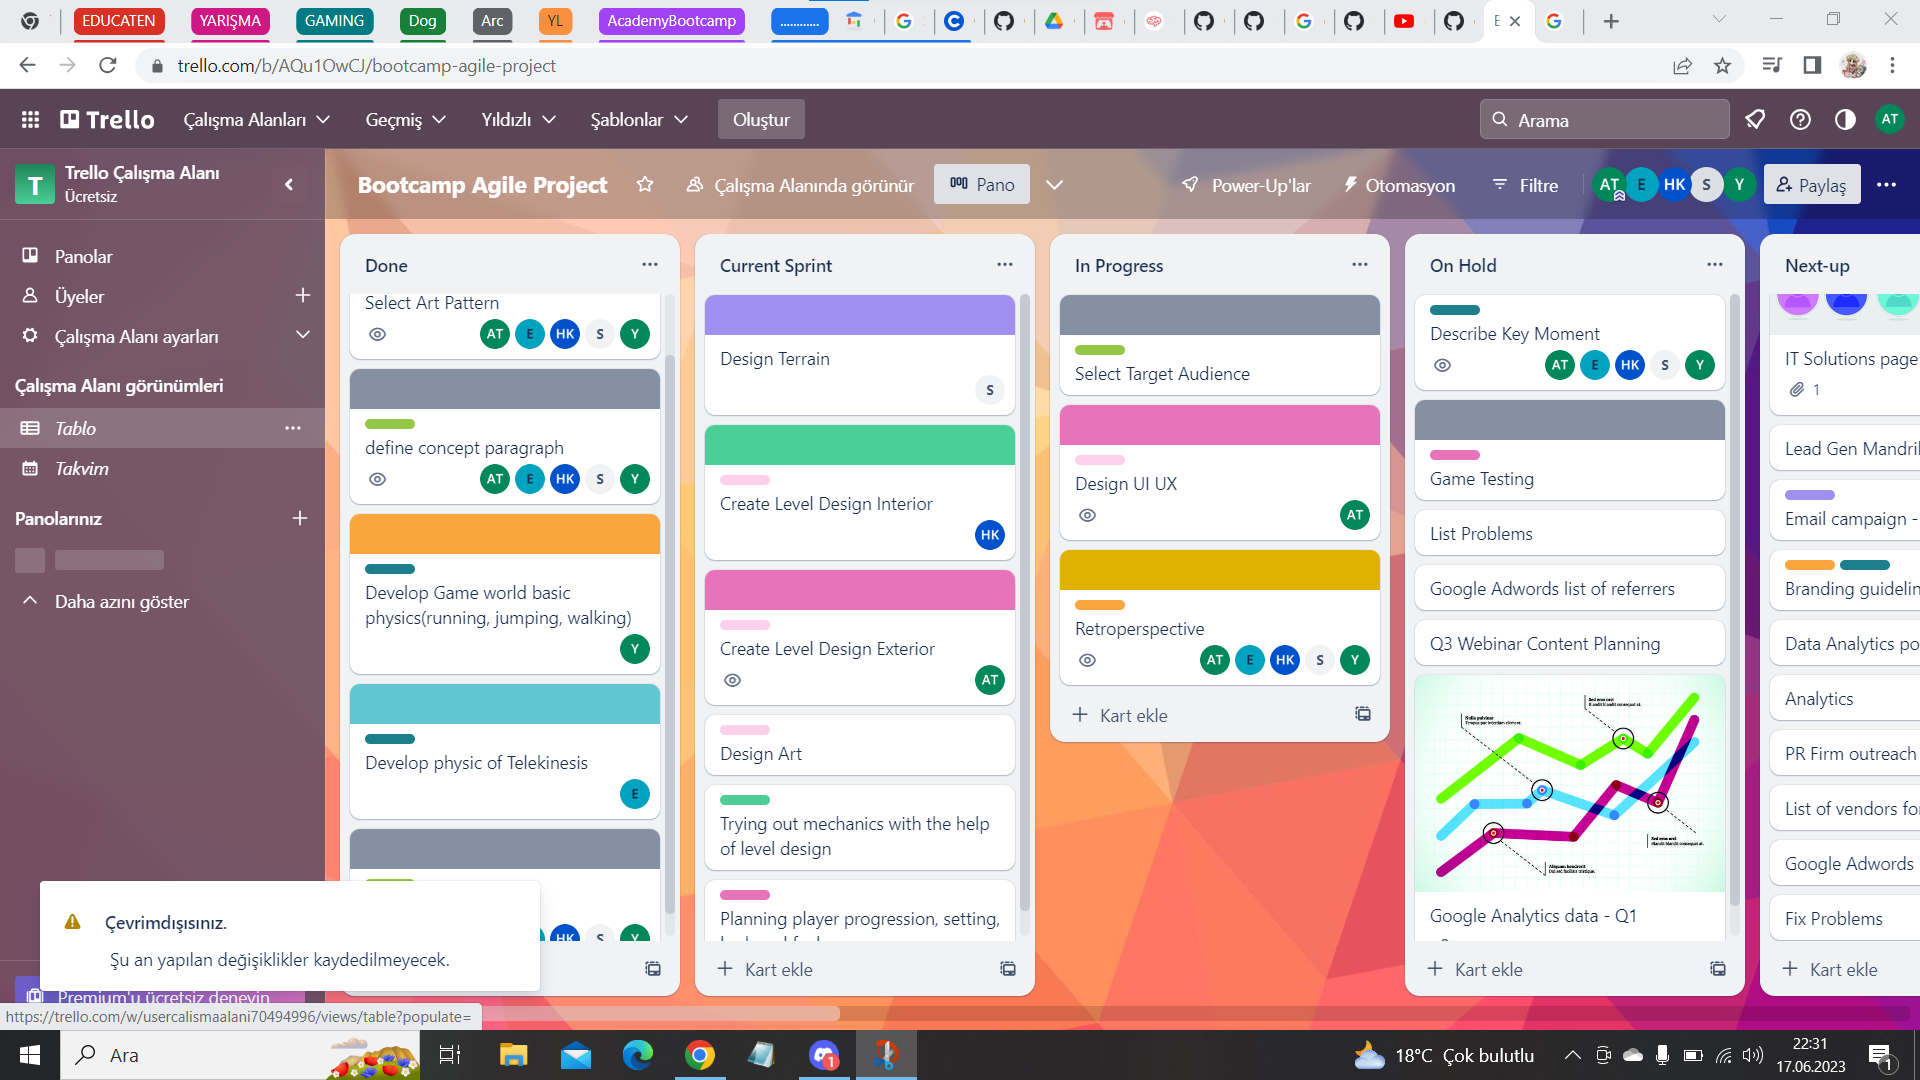 EDUCATEN
YARIŞMA
GAMING
Dog
Arc
YL
AcademyBootcamp
............
trello.com/b/AQu1OwCJ/bootcamp-agile-project
Trello
Çalışma Alanları
Geçmiş
Yıldızlı
Şablonlar
Oluştur
Arama
AT
T
Trello Çalışma Alanı
Ücretsiz
Bootcamp Agile Project
Çalışma Alanında görünür
Pano
Power-Up'lar
Otomasyon
Filtre
AT E HK S Y
Paylaş
Panolar
Üyeler
Çalışma Alanı ayarları
Çalışma Alanı görünümleri
Tablo
Takvim
Panolarınız
Daha azını göster
Done
Select Art Pattern
AT E HK S Y
define concept paragraph
AT E HK S Y
Develop Game world basic
physics(running, jumping, walking)
Y
Develop physic of Telekinesis
E
HK S Y
Current Sprint
Design Terrain
S
Create Level Design Interior
HK
Create Level Design Exterior
AT
Design Art
Trying out mechanics with the help
of level design
Planning player progression, setting,
Kart ekle
In Progress
Select Target Audience
Design UI UX
AT
Retroperspective
AT E HK S Y
Kart ekle
On Hold
Describe Key Moment
AT E HK S Y
Game Testing
List Problems
Google Adwords list of referrers
Q3 Webinar Content Planning
Google Analytics data - Q1
Kart ekle
Next-up
IT Solutions page
1
Lead Gen Mandril
Email campaign -
Branding guidelin
Data Analytics po
Analytics
PR Firm outreach
List of vendors fo
Google Adwords
Fix Problems
Kart ekle
Çevrimdışısınız.
Şu an yapılan değişiklikler kaydedilmeyecek.
Premium'u ücretsiz deneyin
https://trello.com/w/usercalismaalani70494996/views/table?populate=
Ara
1
18°C Çok bulutlu
22:31
17.06.2023
1